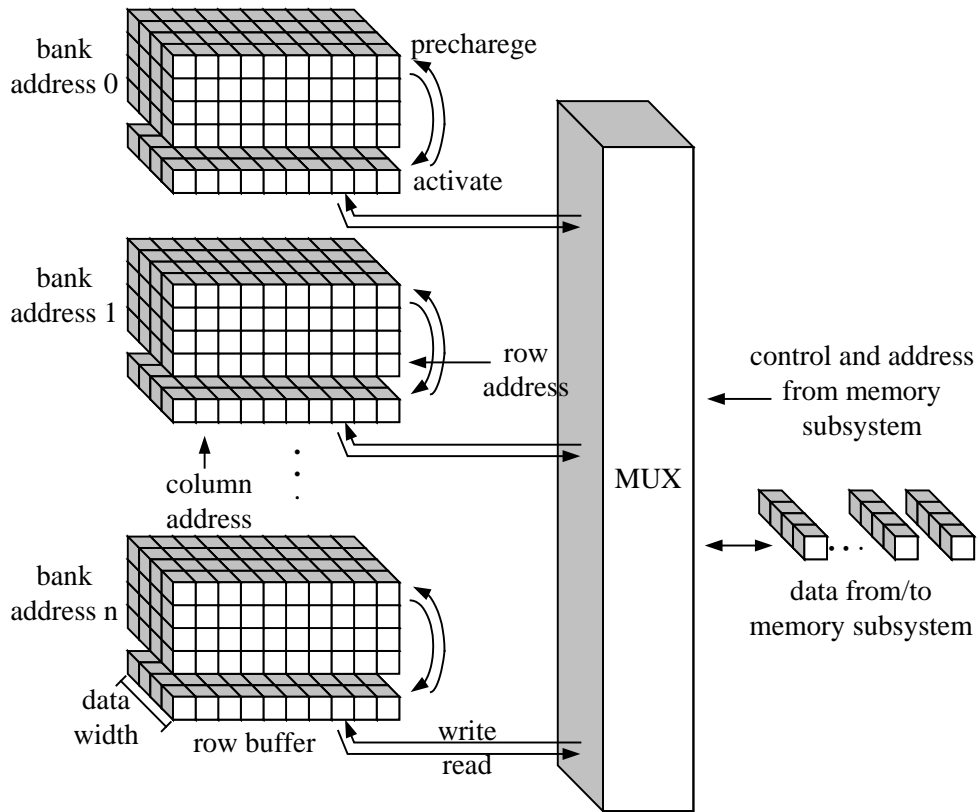 bank
address 0
precharege
activate
bank
address 1
row
address
column
address
MUX
control and address
from memory
subsystem
data from/to
memory subsystem
bank
address n
data
width
row buffer
write
read